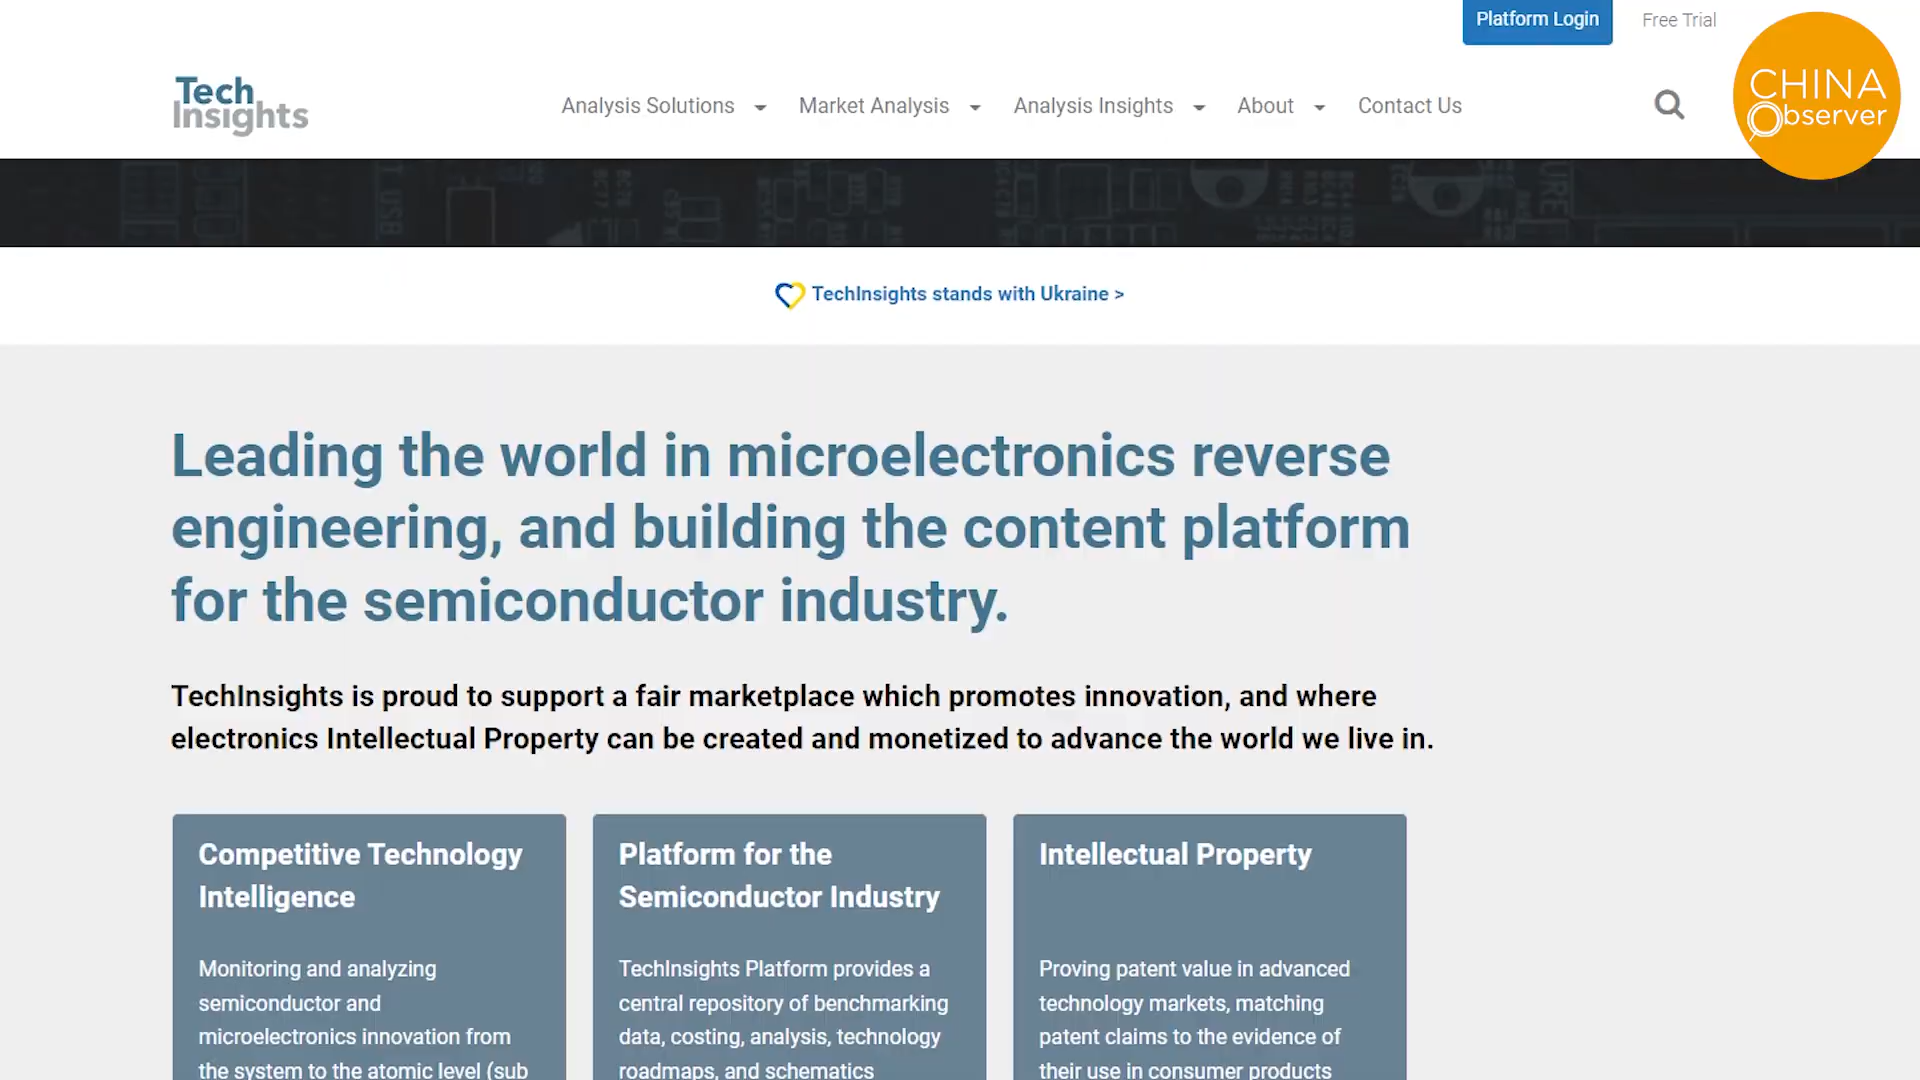 Platform Login
Free Trial
CHINA
Observer
Tech
Insights
Analysis Solutions
Market Analysis
Analysis Insights
About
Contact Us
TechInsights stands with Ukraine >
Leading the world in microelectronics reverse
engineering, and building the content platform
for the semiconductor industry.
TechInsights is proud to support a fair marketplace which promotes innovation, and where
electronics Intellectual Property can be created and monetized to advance the world we live in.
Competitive Technology
Intelligence
Monitoring and analyzing
semiconductor and
microelectronics innovation from
the system to the atomic level (sub
Platform for the
Semiconductor Industry
TechInsights Platform provides a
central repository of benchmarking
data, costing, analysis, technology
roadmaps, and schematics
Intellectual Property
Proving patent value in advanced
technology markets, matching
patent claims to the evidence of
their use in consumer products